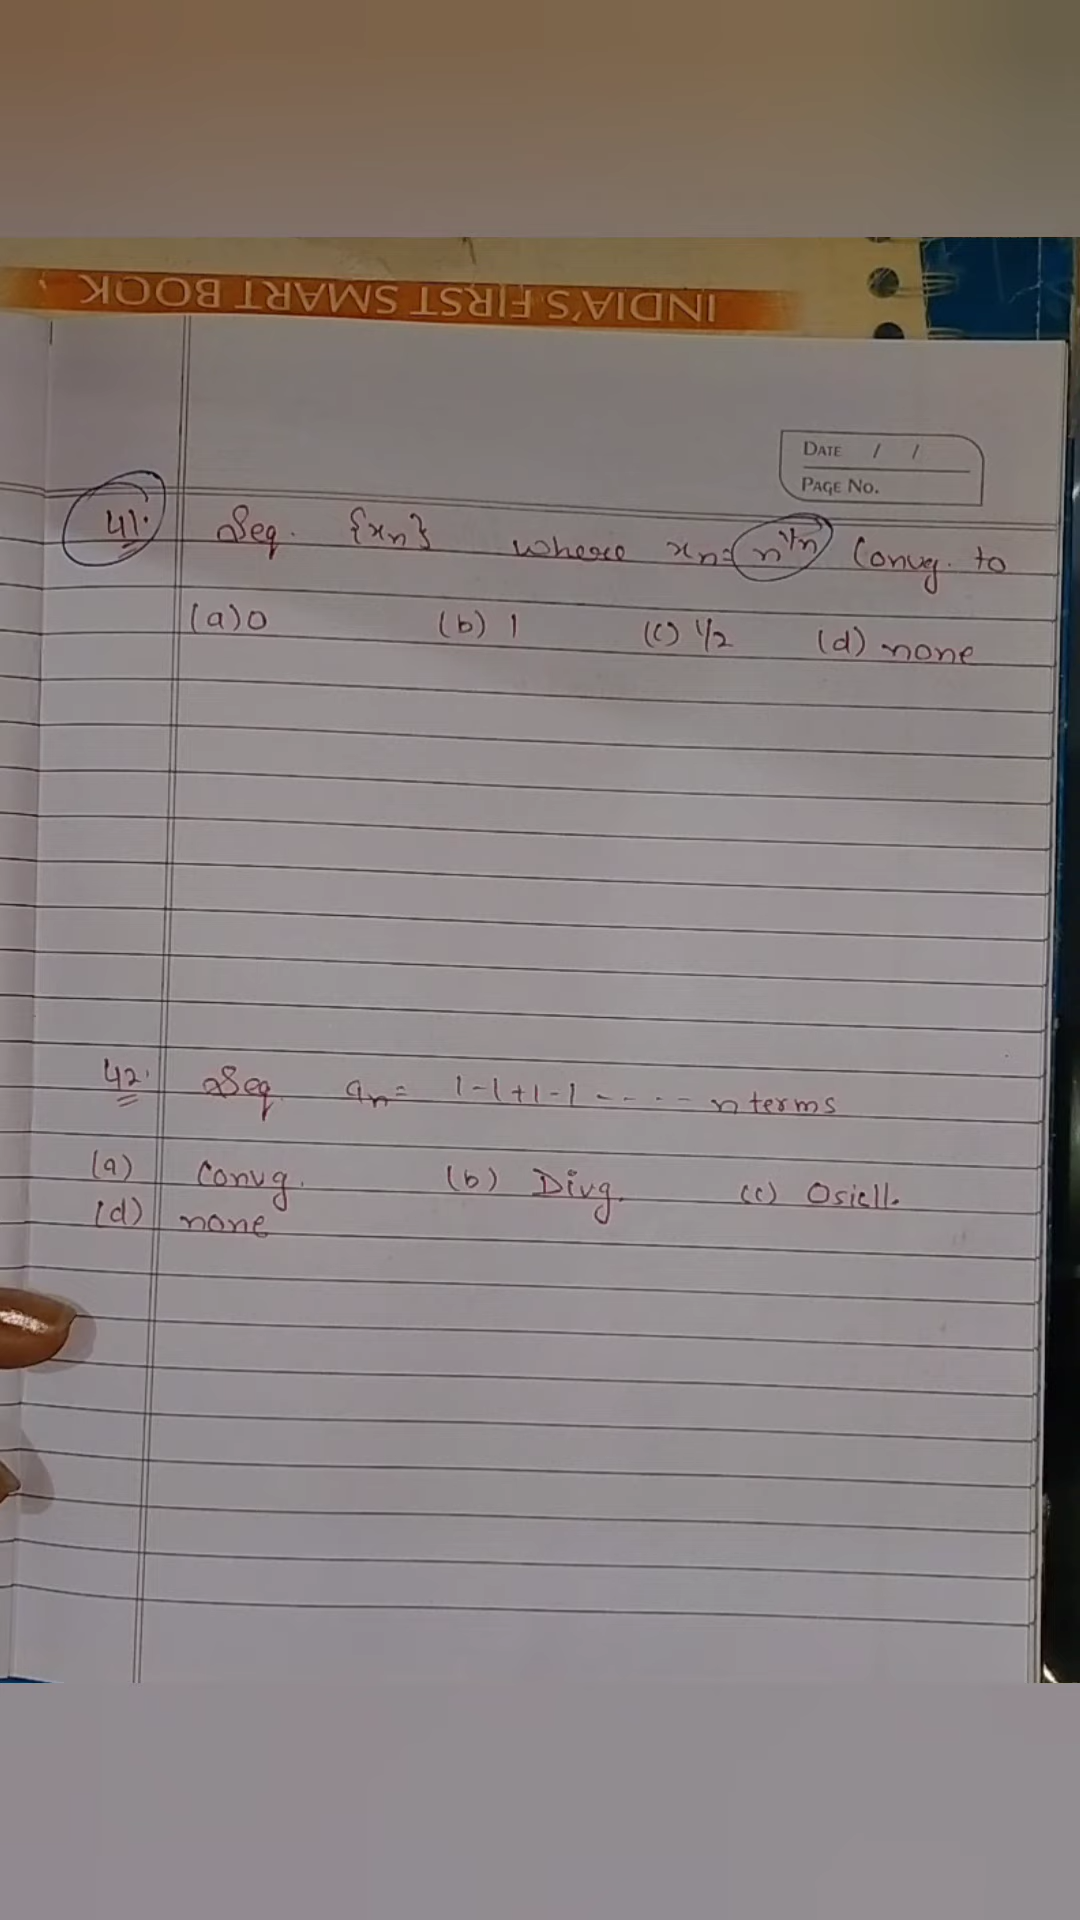 INDIA'S FIRST SMART BOOK
DATE / /
PAGE No.
41. Seq. {xn} where xn = n^1/n Convg. to
(a) 0 (b) 1 (c) 1/2 (d) none
42. Seq. an = 1-1+1-1 ----- n terms
(a) Convg. (b) Divg. (c) Osicll.
(d) none